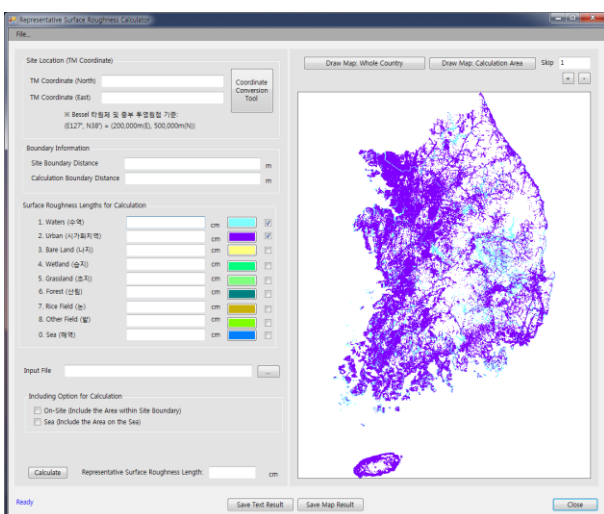 Representative Surface Roughness Calculator
File...
Site Location (TM Coordinate)
TM Coordinate (North)
TM Coordinate (East)
Coordinate
Conversion
Tool
※ Bessel 타원체 및 중부 투영원점 기준:
(E127°, N38°) = (200,000m(E), 500,000m(N))
Boundary Information
Site Boundary Distance m
Calculation Boundary Distance m
Surface Roughness Lengths for Calculation
1. Waters (수역) cm
2. Urban (시가화지역) cm
3. Bare Land (나지) cm
4. Wetland (습지) cm
5. Grassland (초지) cm
6. Forest (산림) cm
7. Rice Field (논) cm
8. Other Field (밭) cm
0. Sea (해역) cm
Input File ...
Including Option for Calculation
On-Site (Include the Area within Site Boundary)
Sea (Include the Area on the Sea)
Calculate Representative Surface Roughness Length: cm
Draw Map: Whole Country Draw Map: Calculation Area Skip 1
+ -
Ready Save Text Result Save Map Result Close